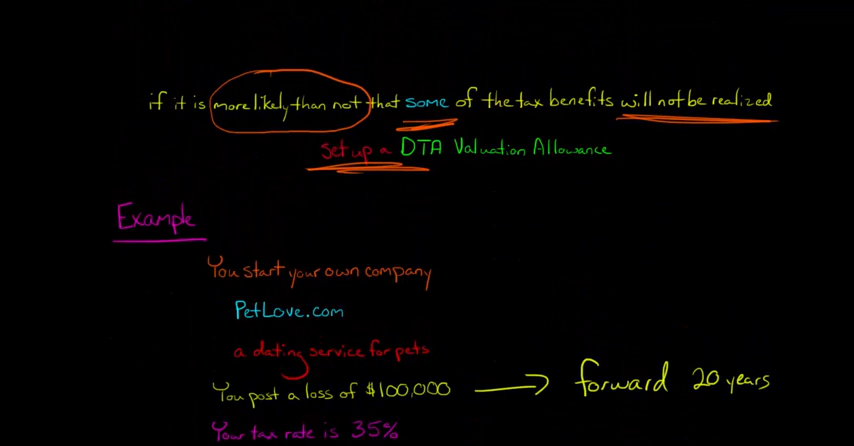 if it is more likely than not that some of the tax benefits will not be realized
set up a DTA Valuation Allowance
Example
You start your own company
PetLove.com
a dating service for pets
You post a loss of $100,000 → forward 20 years
Your tax rate is 35%